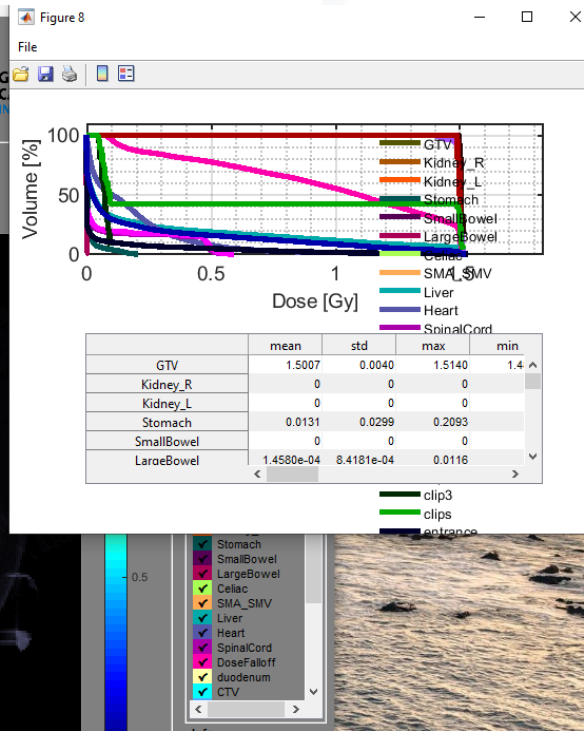 Figure 8
File
100
50
0
Volume [%]
0
0.5
1
1.5
Dose [Gy]
GTV
Kidney_R
Kidney_L
Stomach
SmallBowel
LargeBowel
Celiac
SMA_SMV
Liver
Heart
SpinalCord
mean std max min
GTV 1.5007 0.0040 1.5140 1.4
Kidney_R 0 0 0
Kidney_L 0 0 0
Stomach 0.0131 0.0299 0.2093
SmallBowel 0 0 0
LargeBowel 1.4580e-04 8.4181e-04 0.0116
clip3
clips
entrance
0.5
Stomach
SmallBowel
LargeBowel
Celiac
SMA_SMV
Liver
Heart
SpinalCord
DoseFalloff
duodenum
CTV